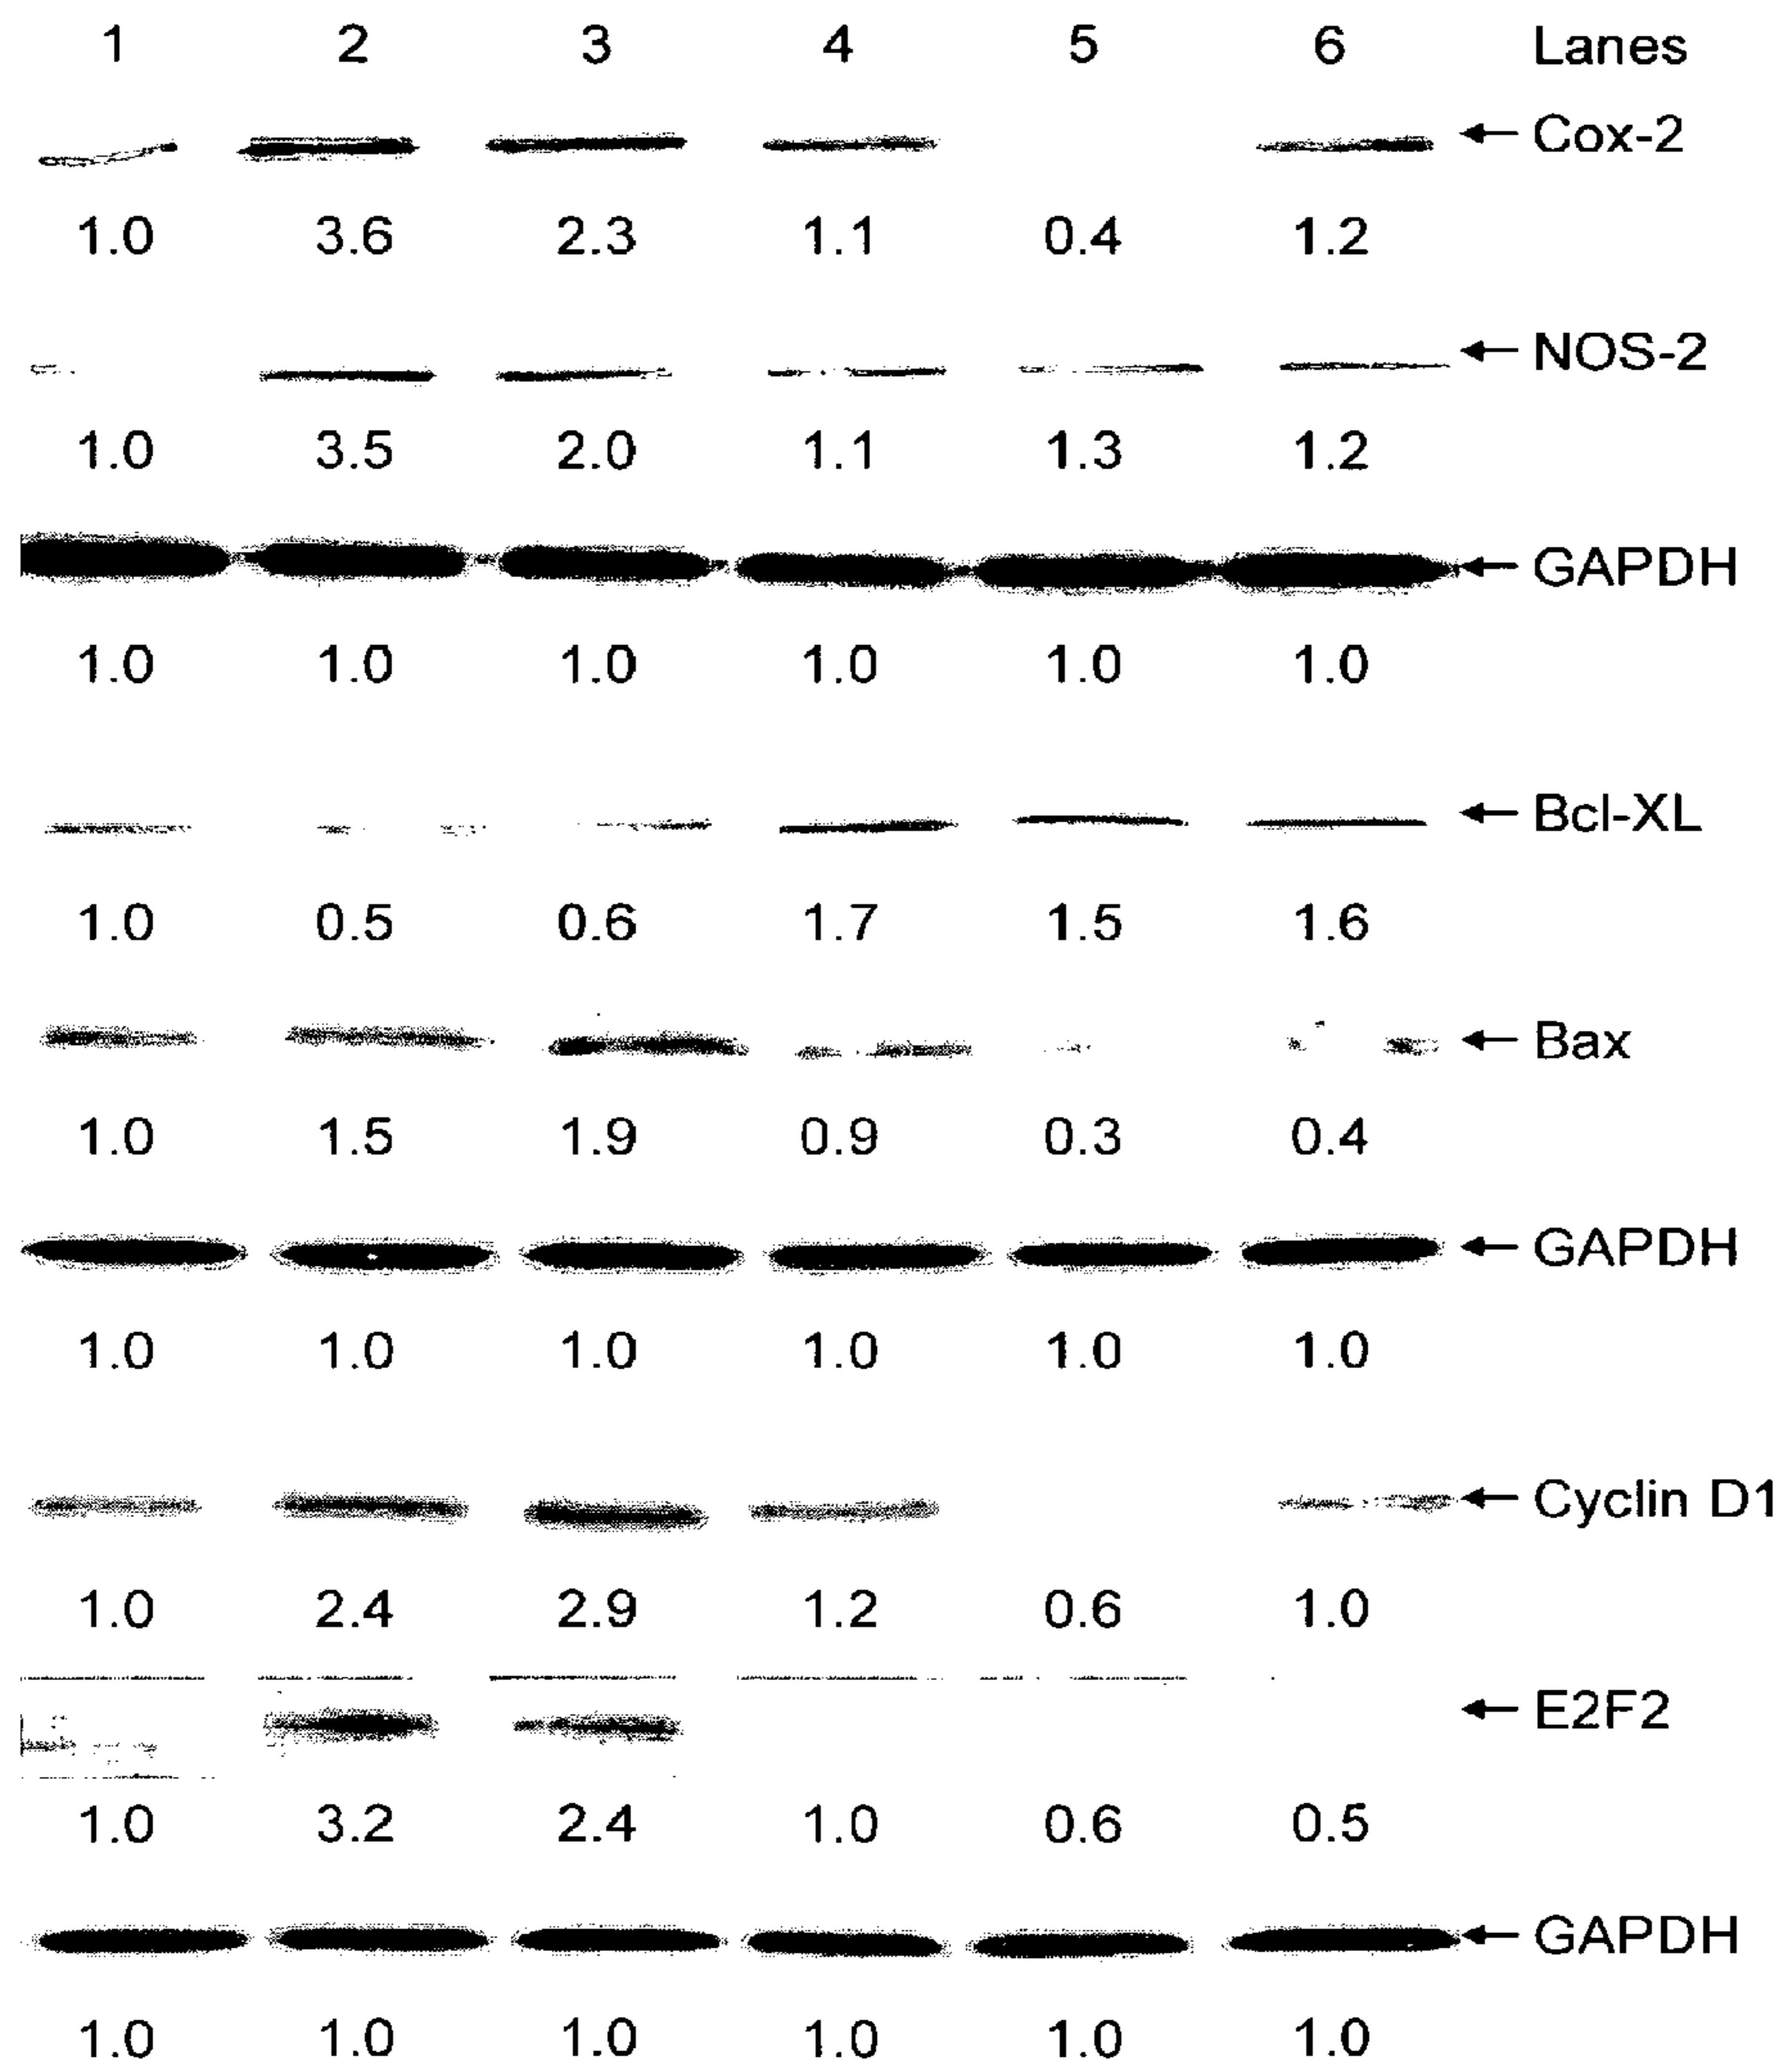 1 2 3 4 5 6 Lanes
Cox-2
1.0 3.6 2.3 1.1 0.4 1.2
NOS-2
1.0 3.5 2.0 1.1 1.3 1.2
GAPDH
1.0 1.0 1.0 1.0 1.0 1.0
Bcl-XL
1.0 0.5 0.6 1.7 1.5 1.6
Bax
1.0 1.5 1.9 0.9 0.3 0.4
GAPDH
1.0 1.0 1.0 1.0 1.0 1.0
Cyclin D1
1.0 2.4 2.9 1.2 0.6 1.0
E2F2
1.0 3.2 2.4 1.0 0.6 0.5
GAPDH
1.0 1.0 1.0 1.0 1.0 1.0